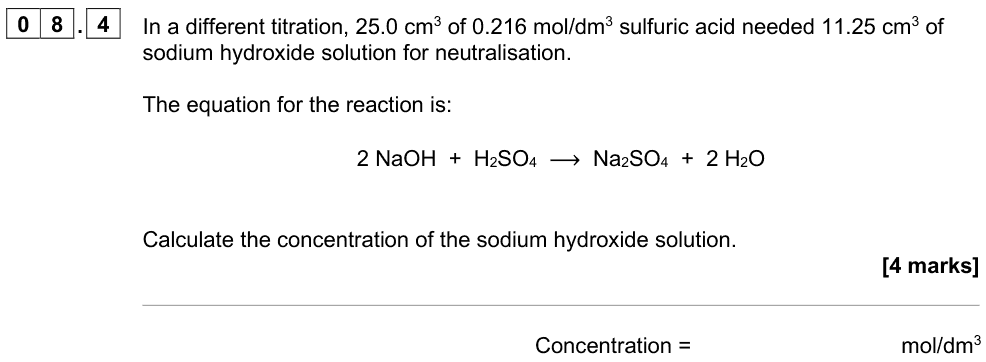 0 8 . 4 In a different titration, 25.0 cm³ of 0.216 mol/dm³ sulfuric acid needed 11.25 cm³ of
sodium hydroxide solution for neutralisation.
The equation for the reaction is:
2 NaOH + H₂SO₄ ⟶ Na₂SO₄ + 2 H₂O
Calculate the concentration of the sodium hydroxide solution.
[4 marks]
Concentration = mol/dm³